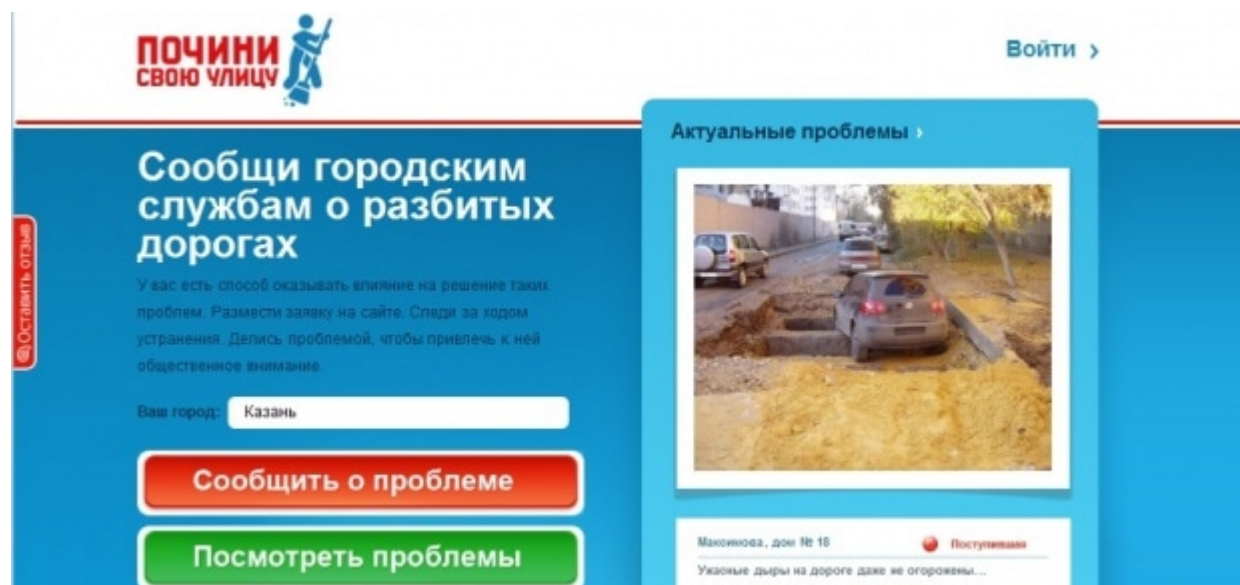 ПОЧИНИ
СВОЮ УЛИЦУ
Войти ›
Оставить отзыв
Сообщи городским
службам о разбитых
дорогах
У вас есть способ оказывать влияние на решение таких
проблем. Размести заявку на сайте. Следи за ходом
устранения. Делись проблемой, чтобы привлечь к ней
общественное внимание.
Ваш город: Казань
Сообщить о проблеме
Посмотреть проблемы
Актуальные проблемы ›
Максимова, дом № 18
Поступившая
Ужасные дыры на дороге даже не огорожены...